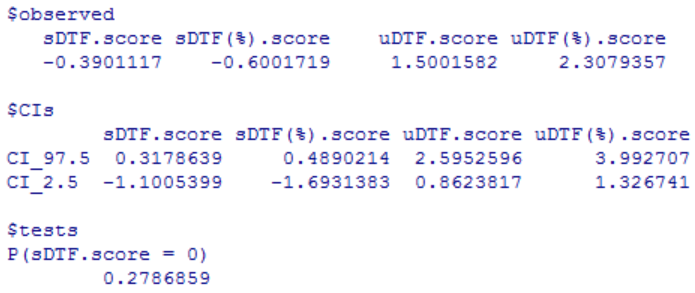 $observed
sDTF.score sDTF(%).score uDTF.score uDTF(%).score
-0.3901117 -0.6001719 1.5001582 2.3079357
$CIs
sDTF.score sDTF(%).score uDTF.score uDTF(%).score
CI_97.5 0.3178639 0.4890214 2.5952596 3.992707
CI_2.5 -1.1005399 -1.6931383 0.8623817 1.326741
$tests
P(sDTF.score = 0)
0.2786859